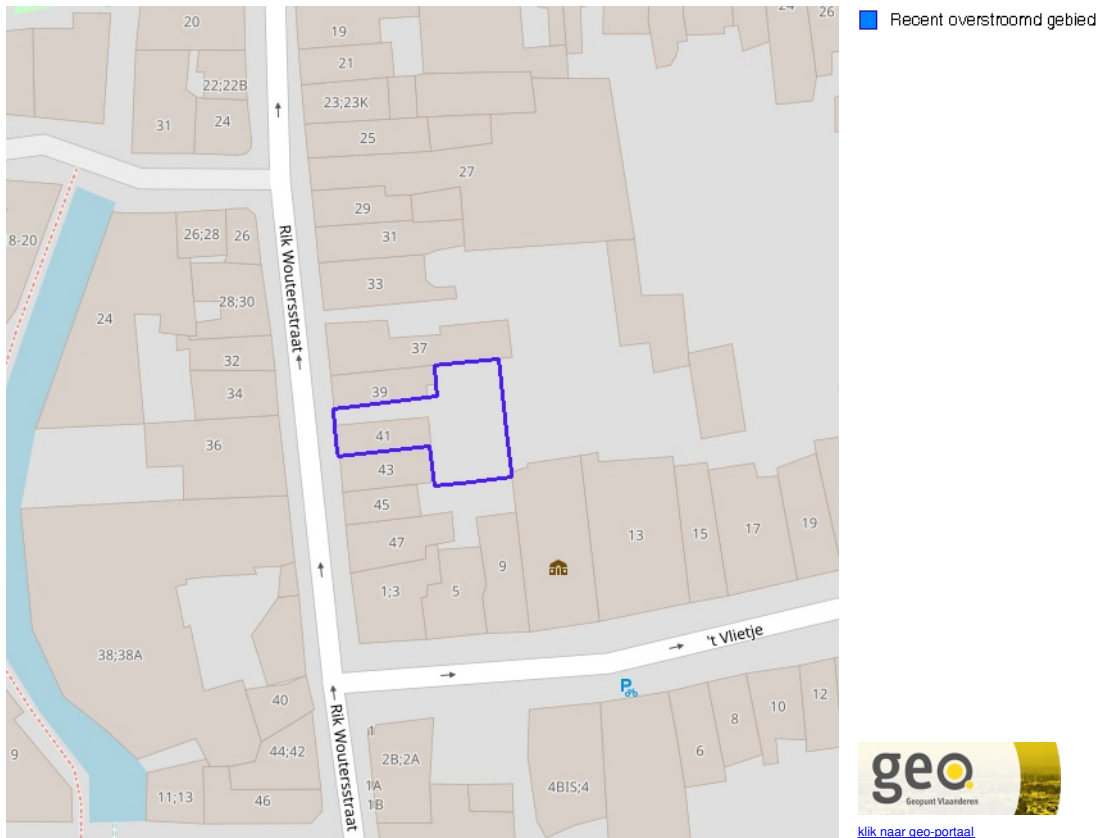 20
19
24
26
Recent overstroomd gebied
21
22;22B
23;23K
31
24
25
27
29
8-20
26;28
26
31
Rik Woutersstraat
33
28;30
24
37
32
39
34
41
36
43
45
13
15
17
19
47
9
1;3
5
't Vlietje
38;38A
P
12
40
10
8
Rik Woutersstraat
1
44;42
6
9
2B;2A
1A
4BIS;4
11;13
46
1B
geo
Geopunt Vlaanderen
klik naar geo-portaal